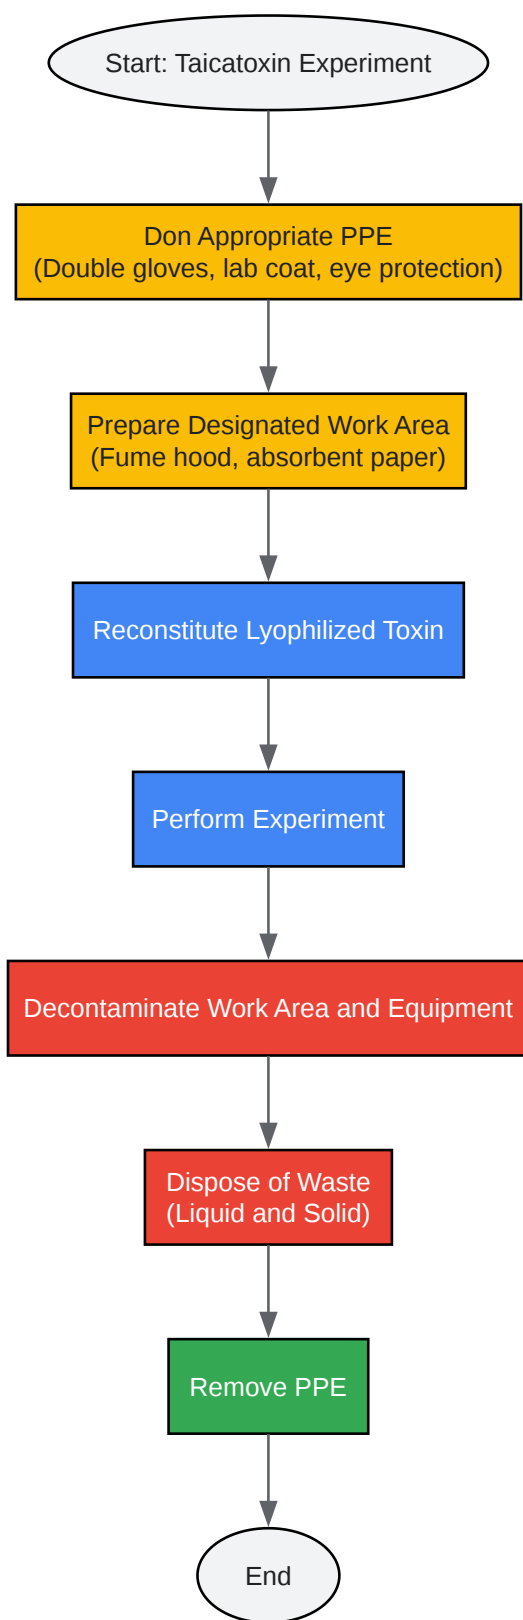 Start: Taicatoxin Experiment
Don Appropriate PPE
(Double gloves, lab coat, eye protection)
Prepare Designated Work Area
(Fume hood, absorbent paper)
Reconstitute Lyophilized Toxin
Perform Experiment
Decontaminate Work Area and Equipment
Dispose of Waste
(Liquid and Solid)
Remove PPE
End